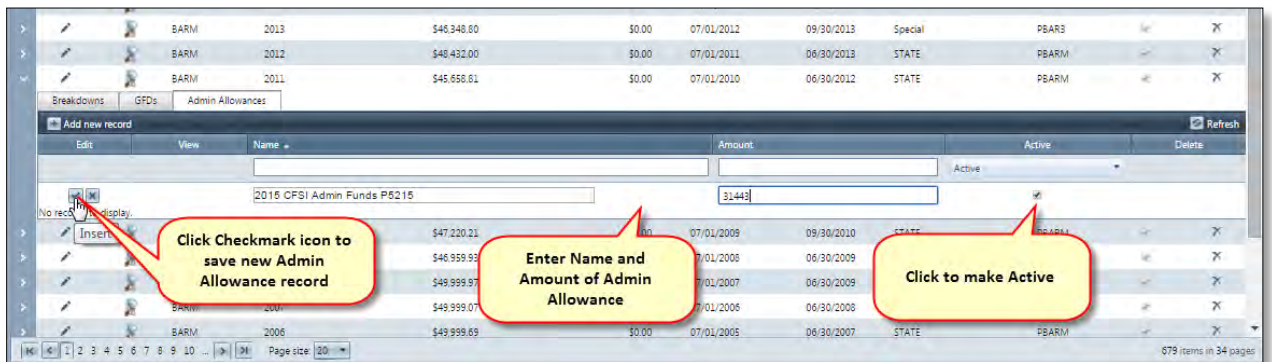 BARM 2013 $46,348.80 $0.00 07/01/2012 09/30/2013 Special PBAR3
BARM 2012 $48,432.00 $0.00 07/01/2011 06/30/2013 STATE PBARM
BARM 2011 $45,658.81 $0.00 07/01/2010 06/30/2012 STATE PBARM
Breakdowns GFDs Admin Allowances
Add new record Refresh
Edit View Name Amount Active Delete
Active
2015 CFSI Admin Funds P5215 31443
No display.
Insert
$47,220.21 07/01/2009 09/30/2010 STATE
$46,959.93 /01/2008 06/30/2009
$49,999.97 /01/2007 06/30/2009
BARM 2007 $49,999.07 /01/2006 06/30/2008
BARM 2006 $49,999.69 $0.00 07/01/2005 06/30/2007 STATE PBARM
Click Checkmark icon to
save new Admin
Allowance record
Enter Name and
Amount of Admin
Allowance
Click to make Active
1 2 3 4 5 6 7 8 9 10 ... Page size: 20 679 items in 34 pages